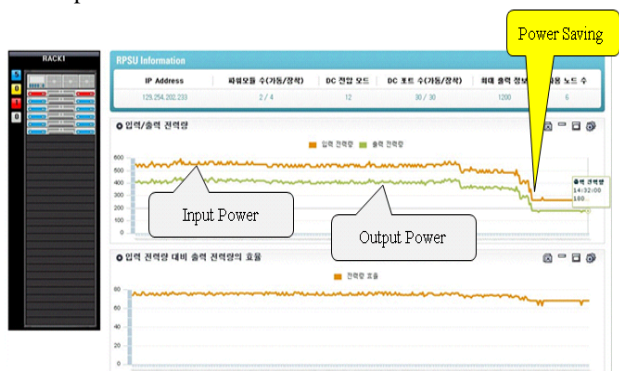 Power Saving
RACK1
5
0
1
0
RPSU Information
IP Address 파워모듈 수(가동/장착) DC 전압 모드 DC 포트 수(가동/장착) 최대 출력 정보 노드 수
129.254.202.233 2 / 4 12 30 / 30 1200 6
입력/출력 전력량
입력 전력량 출력 전력량
600
500
400
300
200
100
0
출력 전력량
14:32:00
180..
Input Power
Output Power
입력 전력량 대비 출력 전력량의 효율
전력량 효율
80
60
40
20
0